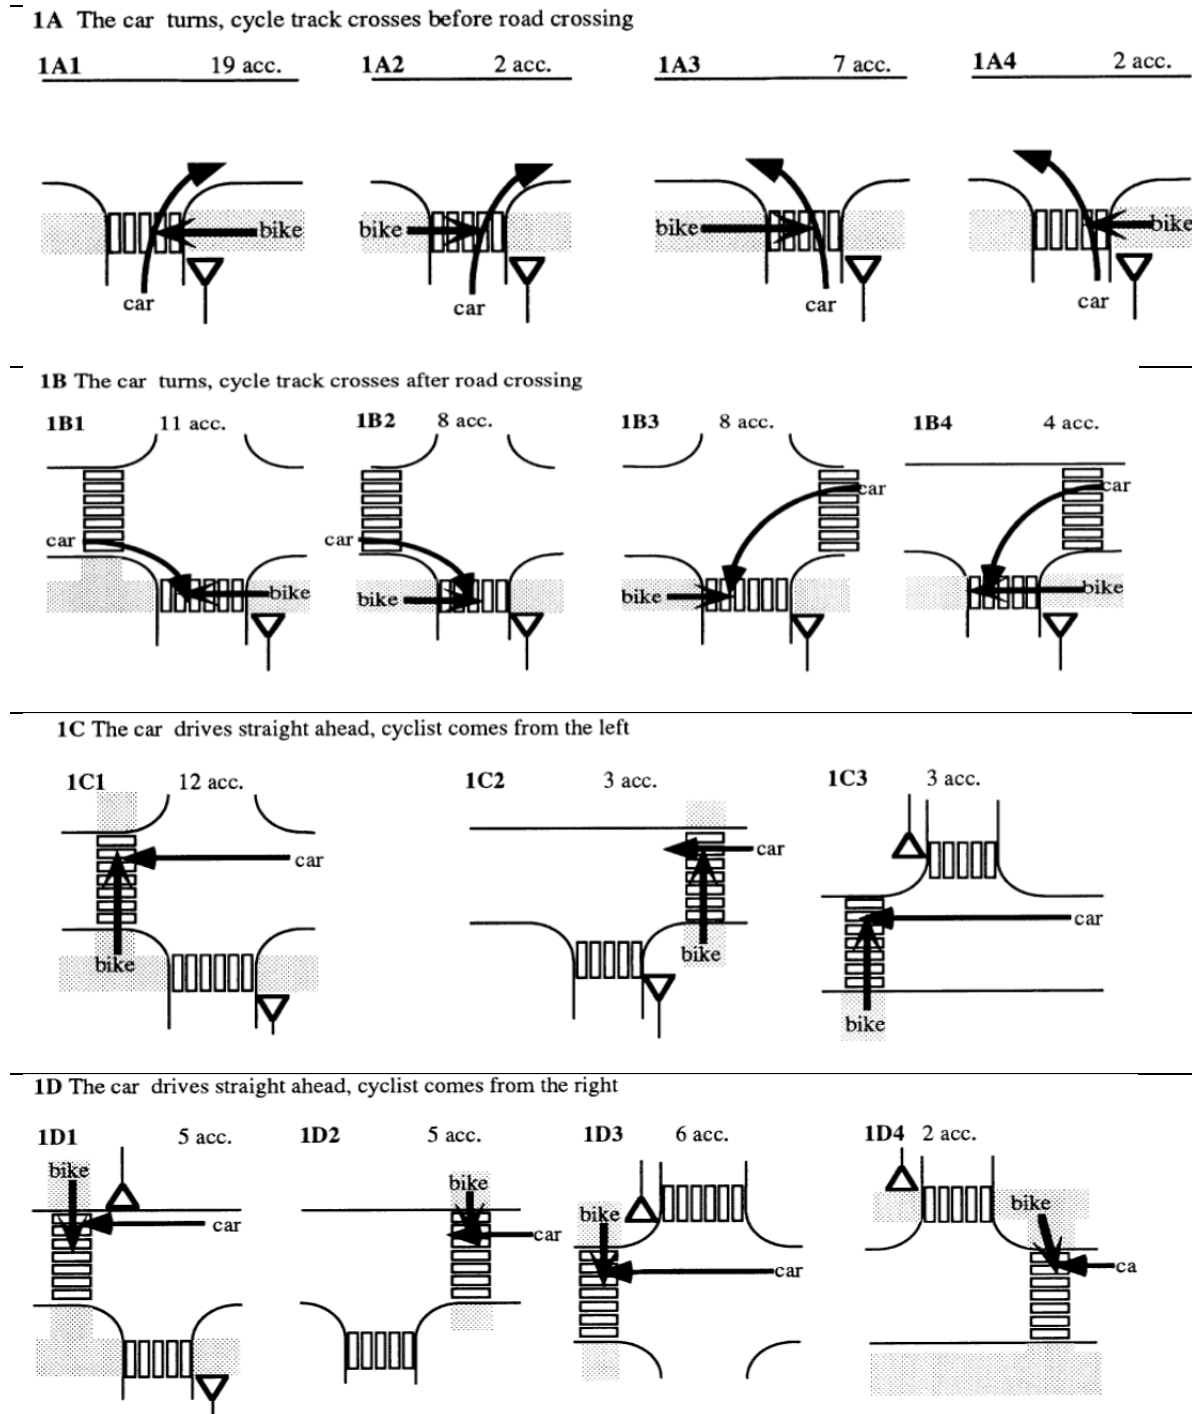 1A The car turns, cycle track crosses before road crossing
1A1 19 acc. 1A2 2 acc. 1A3 7 acc. 1A4 2 acc.
bike bike bike bike
car car car car
1B The car turns, cycle track crosses after road crossing
1B1 11 acc. 1B2 8 acc. 1B3 8 acc. 1B4 4 acc.
car car car car
bike bike bike bike
1C The car drives straight ahead, cyclist comes from the left
1C1 12 acc. 1C2 3 acc. 1C3 3 acc.
car car car
bike bike bike
1D The car drives straight ahead, cyclist comes from the right
1D1 5 acc. 1D2 5 acc. 1D3 6 acc. 1D4 2 acc.
bike bike bike bike
car car car ca